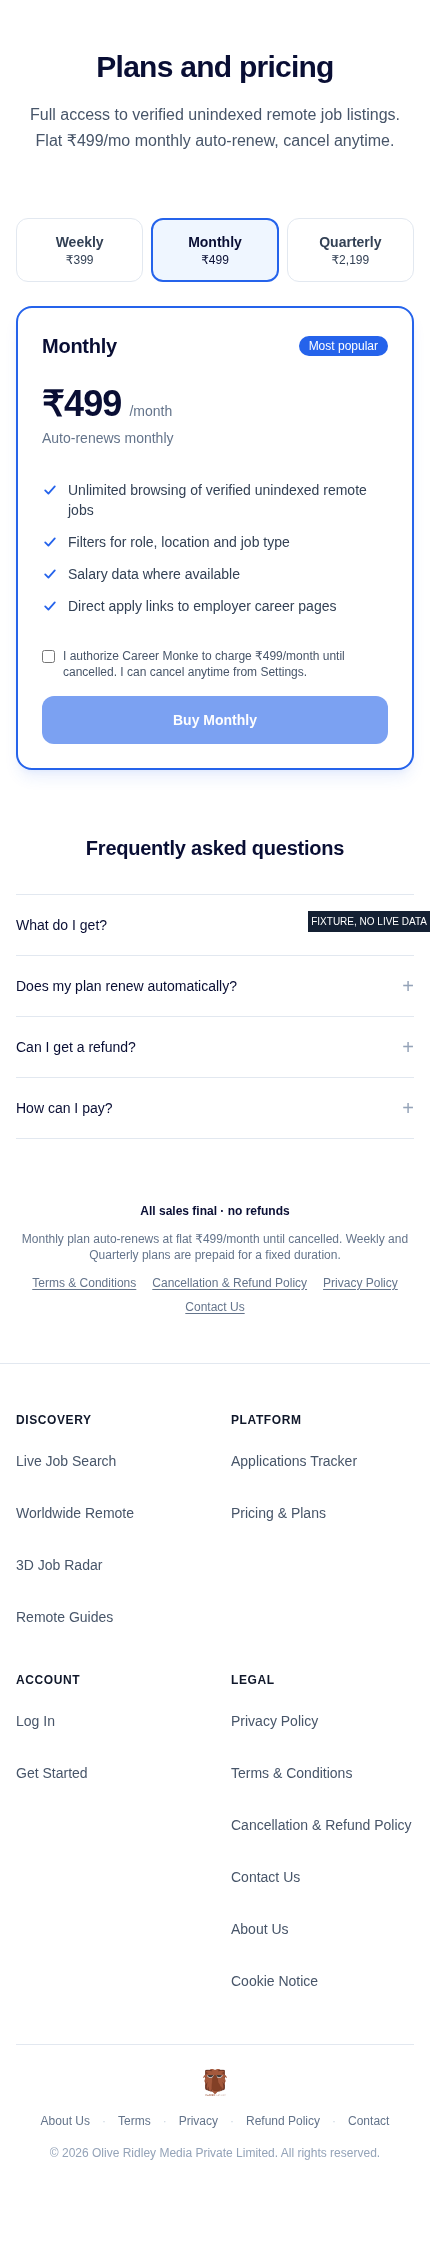 Plans and pricing
Full access to verified unindexed remote job listings.
Flat ₹499/mo monthly auto-renew, cancel anytime.
Weekly
₹399
Monthly
₹499
Quarterly
₹2,199
Monthly
Most popular
₹499 /month
Auto-renews monthly
Unlimited browsing of verified unindexed remote
jobs
Filters for role, location and job type
Salary data where available
Direct apply links to employer career pages
I authorize Career Monke to charge ₹499/month until
cancelled. I can cancel anytime from Settings.
Buy Monthly
Frequently asked questions
What do I get?
FIXTURE, NO LIVE DATA
Does my plan renew automatically?
+
Can I get a refund?
+
How can I pay?
+
All sales final · no refunds
Monthly plan auto-renews at flat ₹499/month until cancelled. Weekly and
Quarterly plans are prepaid for a fixed duration.
Terms & Conditions Cancellation & Refund Policy Privacy Policy
Contact Us
DISCOVERY
Live Job Search
Worldwide Remote
3D Job Radar
Remote Guides
PLATFORM
Applications Tracker
Pricing & Plans
ACCOUNT
Log In
Get Started
LEGAL
Privacy Policy
Terms & Conditions
Cancellation & Refund Policy
Contact Us
About Us
Cookie Notice
About Us · Terms · Privacy · Refund Policy · Contact
© 2026 Olive Ridley Media Private Limited. All rights reserved.